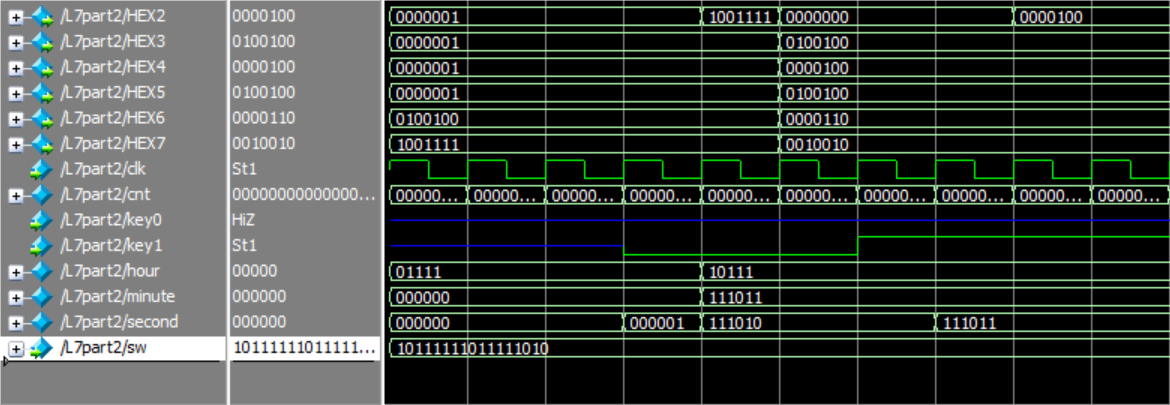 /L7part2/HEX2 0000100 0000001 1001111 0000000 0000100
/L7part2/HEX3 0100100 0000001 0100100
/L7part2/HEX4 0000100 0000001 0000100
/L7part2/HEX5 0100100 0000001 0100100
/L7part2/HEX6 0000110 0100100 0000110
/L7part2/HEX7 0010010 1001111 0010010
/L7part2/clk St1
/L7part2/cnt 00000000000000... 00000... 00000... 00000... 00000... 00000... 00000... 00000... 00000... 00000... 00000...
/L7part2/key0 HiZ
/L7part2/key1 St1
/L7part2/hour 00000 01111 10111
/L7part2/minute 000000 000000 111011
/L7part2/second 000000 000000 000001 111010 111011
/L7part2/sw 10111111011111... 10111111011111010